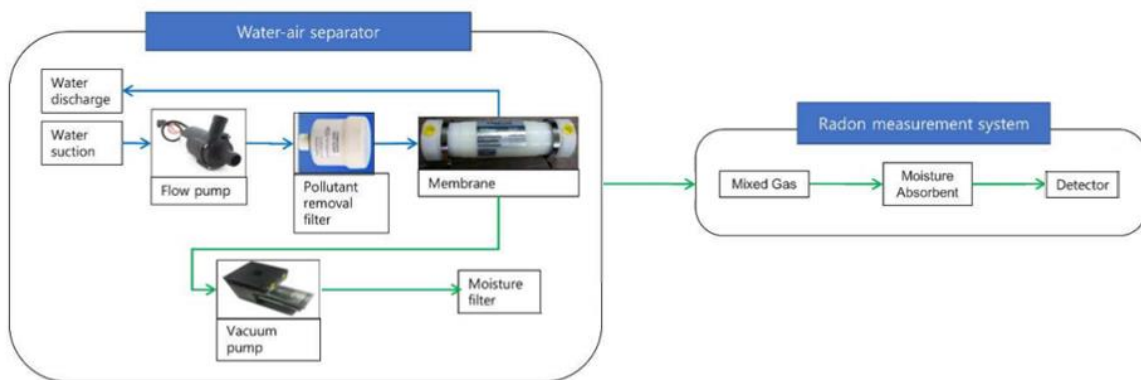 Water-air separator
Water
discharge
Water
suction
Flow pump
Pollutant
removal
filter
Membrane
Vacuum
pump
Moisture
filter
Radon measurement system
Mixed Gas
Moisture
Absorbent
Detector